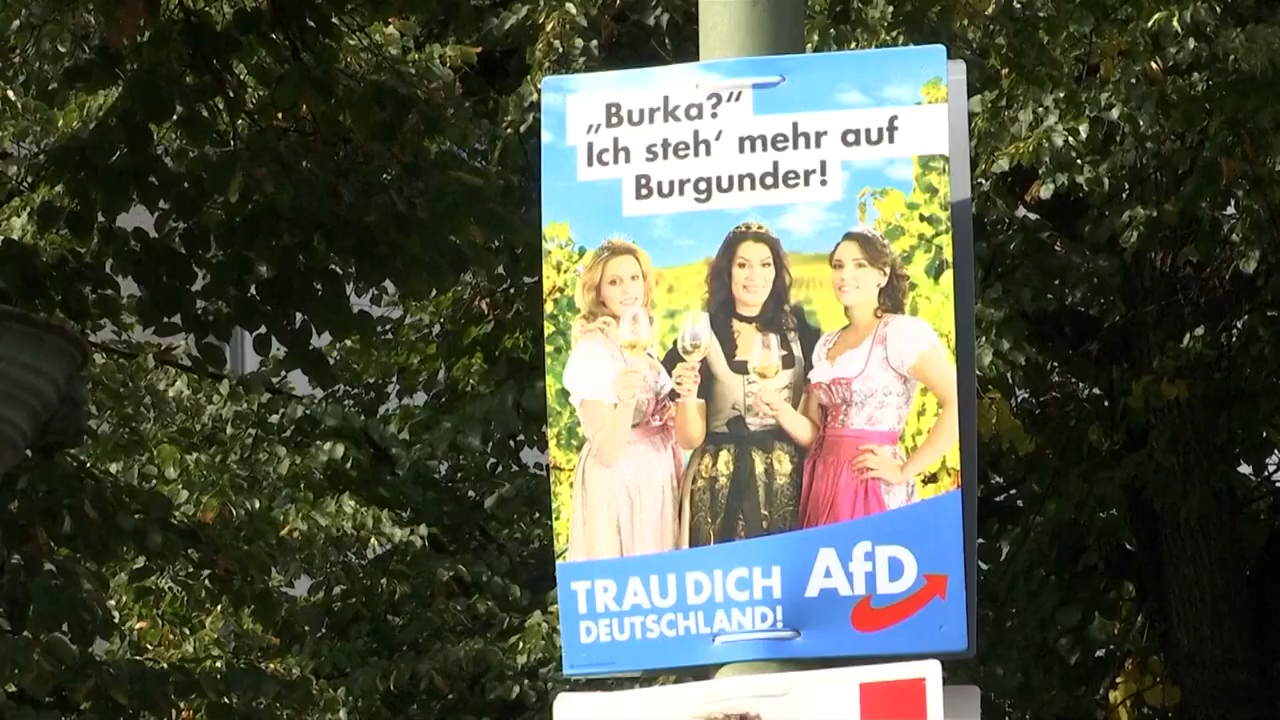 „Burka?“
Ich steh‘ mehr auf
Burgunder!
TRAU DICH
DEUTSCHLAND!
AfD